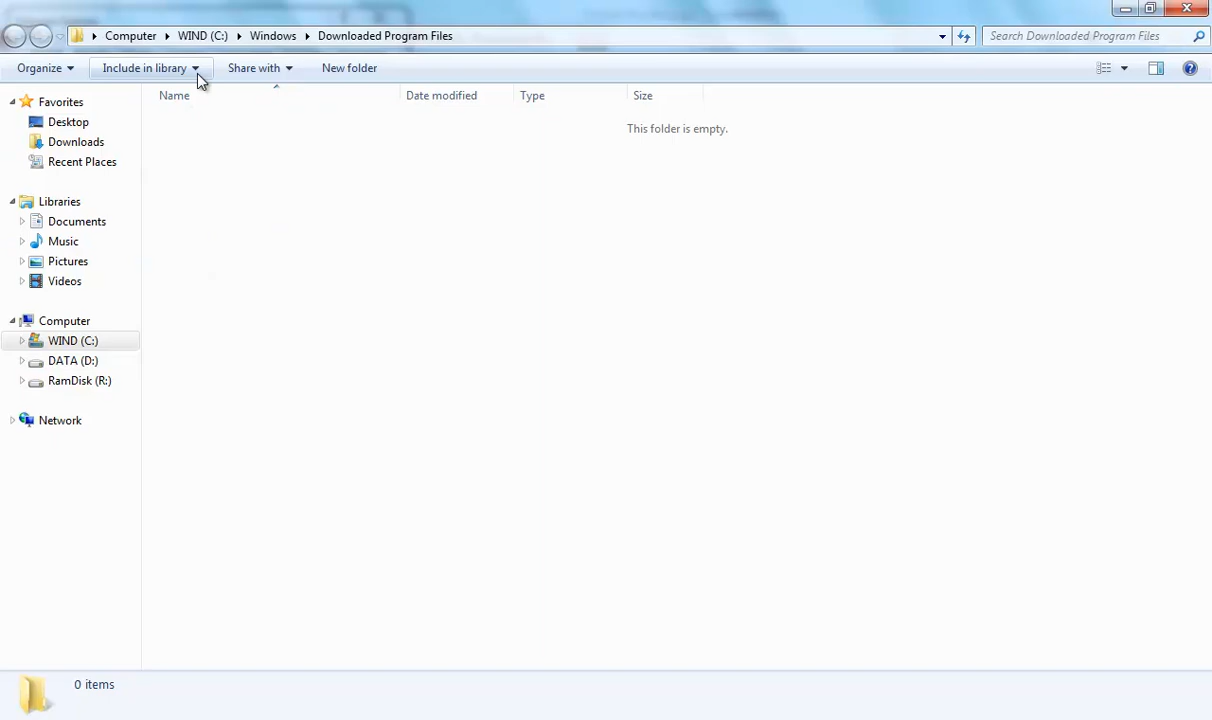 Computer WIND (C:) Windows Downloaded Program Files Search Downloaded Program Files
Organize Include in library Share with New folder
Name Date modified Type Size
This folder is empty.
Favorites
Desktop
Downloads
Recent Places
Libraries
Documents
Music
Pictures
Videos
Computer
WIND (C:)
DATA (D:)
RamDisk (R:)
Network
0 items